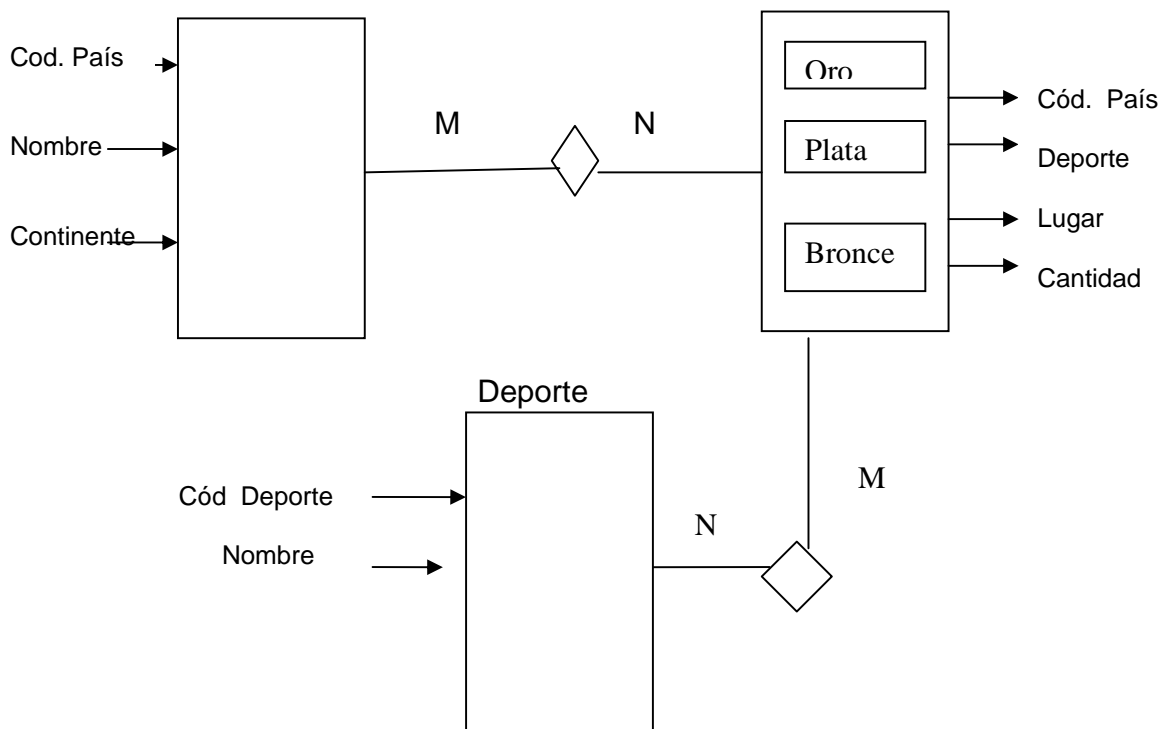 Cod. País
Nombre
Continente
M
N
Oro
Plata
Bronce
Cód. País
Deporte
Lugar
Cantidad
Deporte
Cód Deporte
Nombre
N
M